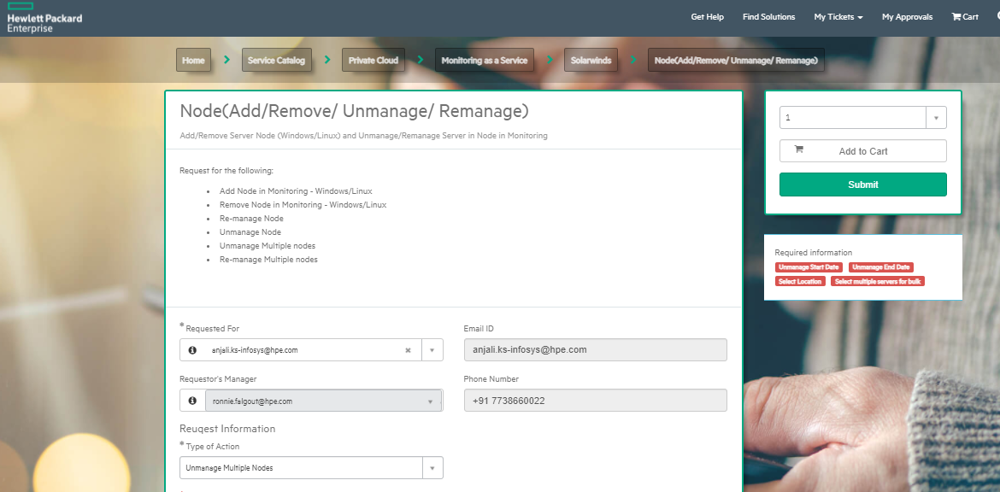 Hewlett Packard
Enterprise
Get Help Find Solutions My Tickets My Approvals Cart
Home Service Catalog Private Cloud Monitoring as a Service Solarwinds Node(Add/Remove/ Unmanage/ Remanage)
Node(Add/Remove/ Unmanage/ Remanage)
Add/Remove Server Node (Windows/Linux) and Unmanage/Remanage Server in Node in Monitoring
Request for the following:
• Add Node in Monitoring - Windows/Linux
• Remove Node in Monitoring - Windows/Linux
• Re-manage Node
• Unmanage Node
• Unmanage Multiple nodes
• Re-manage Multiple nodes
* Requested For
anjali.ks-infosys@hpe.com
Email ID
anjali.ks-infosys@hpe.com
Requestor's Manager
ronnie.falgout@hpe.com
Phone Number
+91 7738660022
Reuqest Information
* Type of Action
Unmanage Multiple Nodes
1
Add to Cart
Submit
Required information
Unmanage Start Date Unmanage End Date
Select Location Select multiple servers for bulk